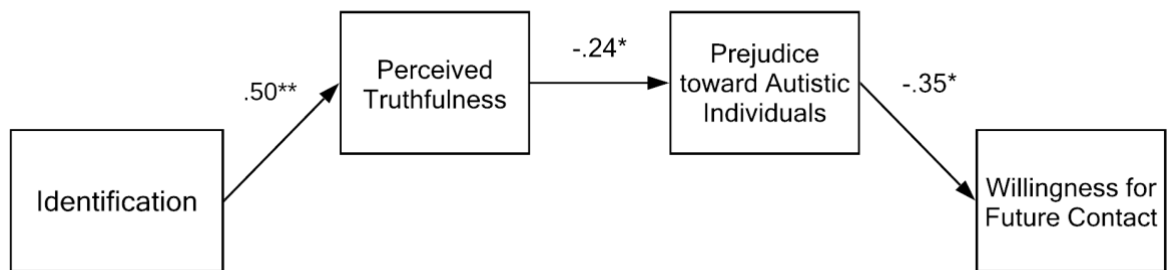 Identification
.50**
Perceived
Truthfulness
-.24*
Prejudice
toward Autistic
Individuals
-.35*
Willingness for
Future Contact